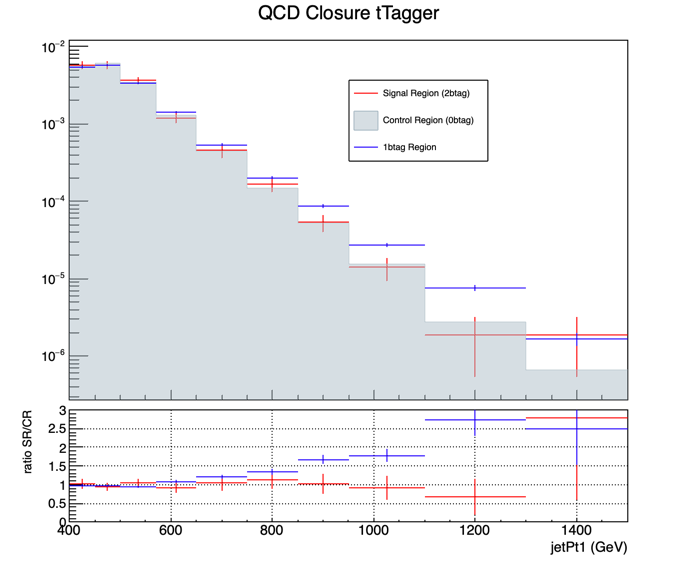 QCD Closure tTagger
10−2
10−3
10−4
10−5
10−6
Signal Region (2btag)
Control Region (0btag)
1btag Region
ratio SR/CR
3
2.5
2
1.5
1
0.5
0
400 600 800 1000 1200 1400
jetPt1 (GeV)